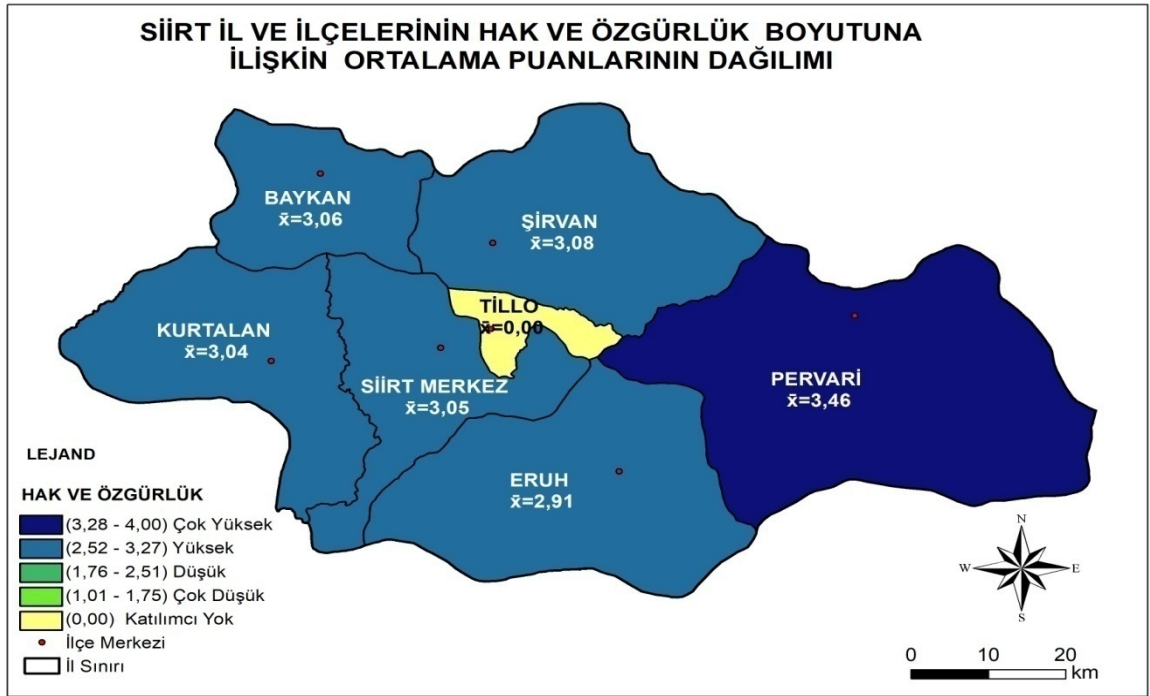 SİİRT İL VE İLÇELERİNİN HAK VE ÖZGÜRLÜK BOYUTUNA
İLİŞKİN ORTALAMA PUANLARININ DAĞILIMI
BAYKAN
x̄=3,06
ŞİRVAN
x̄=3,08
TİLLO
x̄=0,00
KURTALAN
x̄=3,04
SİİRT MERKEZ
x̄=3,05
PERVARİ
x̄=3,46
ERUH
x̄=2,91
LEJAND
HAK VE ÖZGÜRLÜK
(3,28 - 4,00) Çok Yüksek
(2,52 - 3,27) Yüksek
(1,76 - 2,51) Düşük
(1,01 - 1,75) Çok Düşük
(0,00) Katılımcı Yok
İlçe Merkezi
İl Sınırı
N
W E
S
0 10 20
km